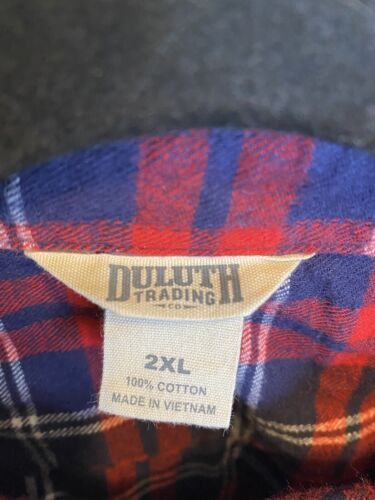 DULUTH
TRADING
CO
2XL
100% COTTON
MADE IN VIETNAM